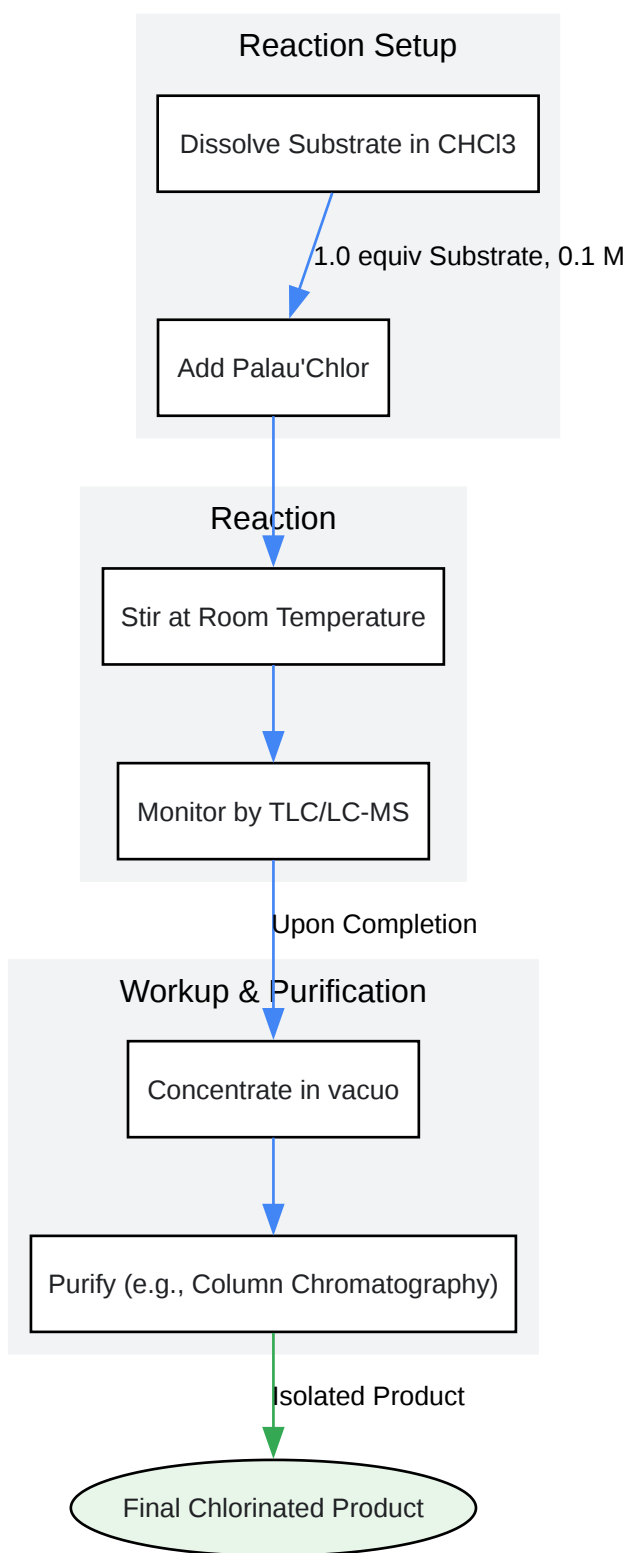 Reaction Setup
Dissolve Substrate in CHCl3
1.0 equiv Substrate, 0.1 M
Add Palau'Chlor
Reaction
Stir at Room Temperature
Monitor by TLC/LC-MS
Upon Completion
Workup & Purification
Concentrate in vacuo
Purify (e.g., Column Chromatography)
Isolated Product
Final Chlorinated Product